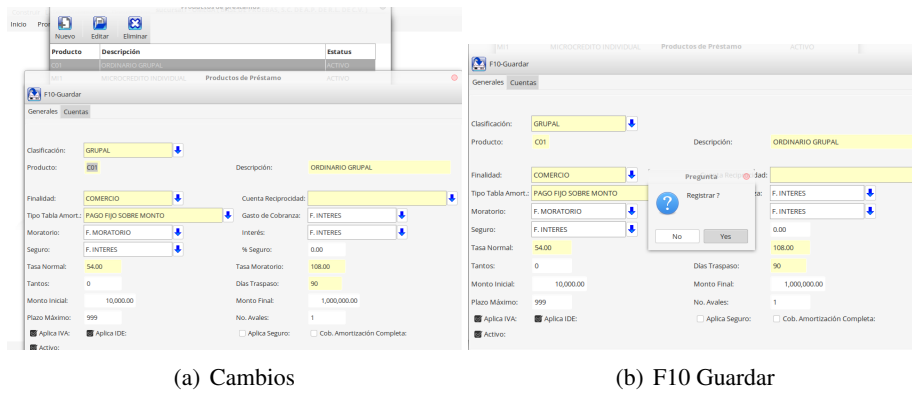 Productos de préstamos
Inicio
Nuevo Editar Eliminar
Producto Descripción Estatus
C01 ORDINARIO GRUPAL ACTIVO
M01 MICROCREDITO INDIVIDUAL Productos de Préstamo ACTIVO
F10-Guardar
Generales Cuentas
Clasificación: GRUPAL
Producto: C01 Descripción: ORDINARIO GRUPAL
Finalidad: COMERCIO Cuenta Reciprocidad:
Tipo Tabla Amort.: PAGO FIJO SOBRE MONTO Gasto de Cobranza: F. INTERES
Moratorio: F. MORATORIO Interés: F. INTERES
Seguro: F. INTERES % Seguro: 0.00
Tasa Normal: 54.00 Tasa Moratorio: 108.00
Tantos: 0 Días Traspaso: 90
Monto Inicial: 10,000.00 Monto Final: 1,000,000.00
Plazo Máximo: 999 No. Avales: 1
Aplica IVA: Aplica IDE: Aplica Seguro: Cob. Amortización Completa:
Activo:
(a) Cambios
M01 MICROCREDITO INDIVIDUAL Productos de Préstamo ACTIVO
F10-Guardar
Generales Cuentas
Clasificación: GRUPAL
Producto: C01 Descripción: ORDINARIO GRUPAL
Finalidad: COMERCIO
Tipo Tabla Amort.: PAGO FIJO SOBRE MONTO F. INTERES
Moratorio: F. MORATORIO F. INTERES
Seguro: F. INTERES 0.00
Tasa Normal: 54.00 108.00
Tantos: 0 Días Traspaso: 90
Monto Inicial: 10,000.00 Monto Final: 1,000,000.00
Plazo Máximo: 999 No. Avales: 1
Aplica IVA: Aplica IDE: Aplica Seguro: Cob. Amortización Completa:
Activo:
Pregunta
Registrar ?
No Yes
(b) F10 Guardar